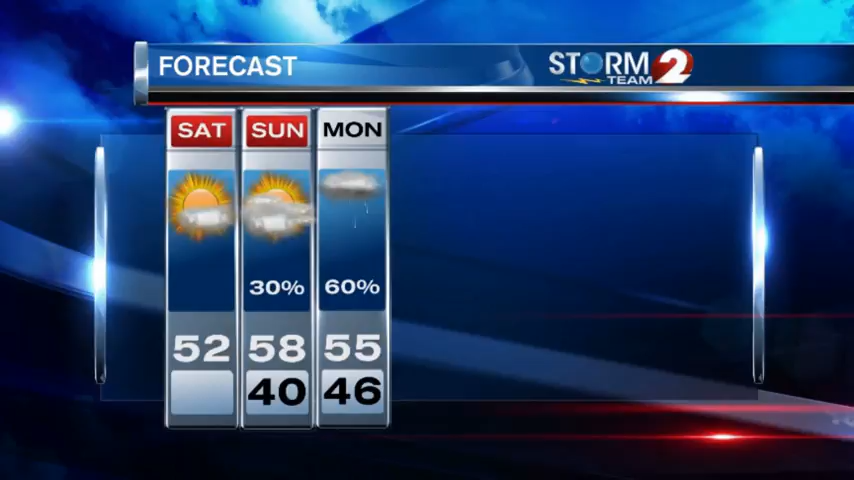 FORECAST
STORM
TEAM 2
SAT SUN MON
30% 60%
52 58 55
40 46